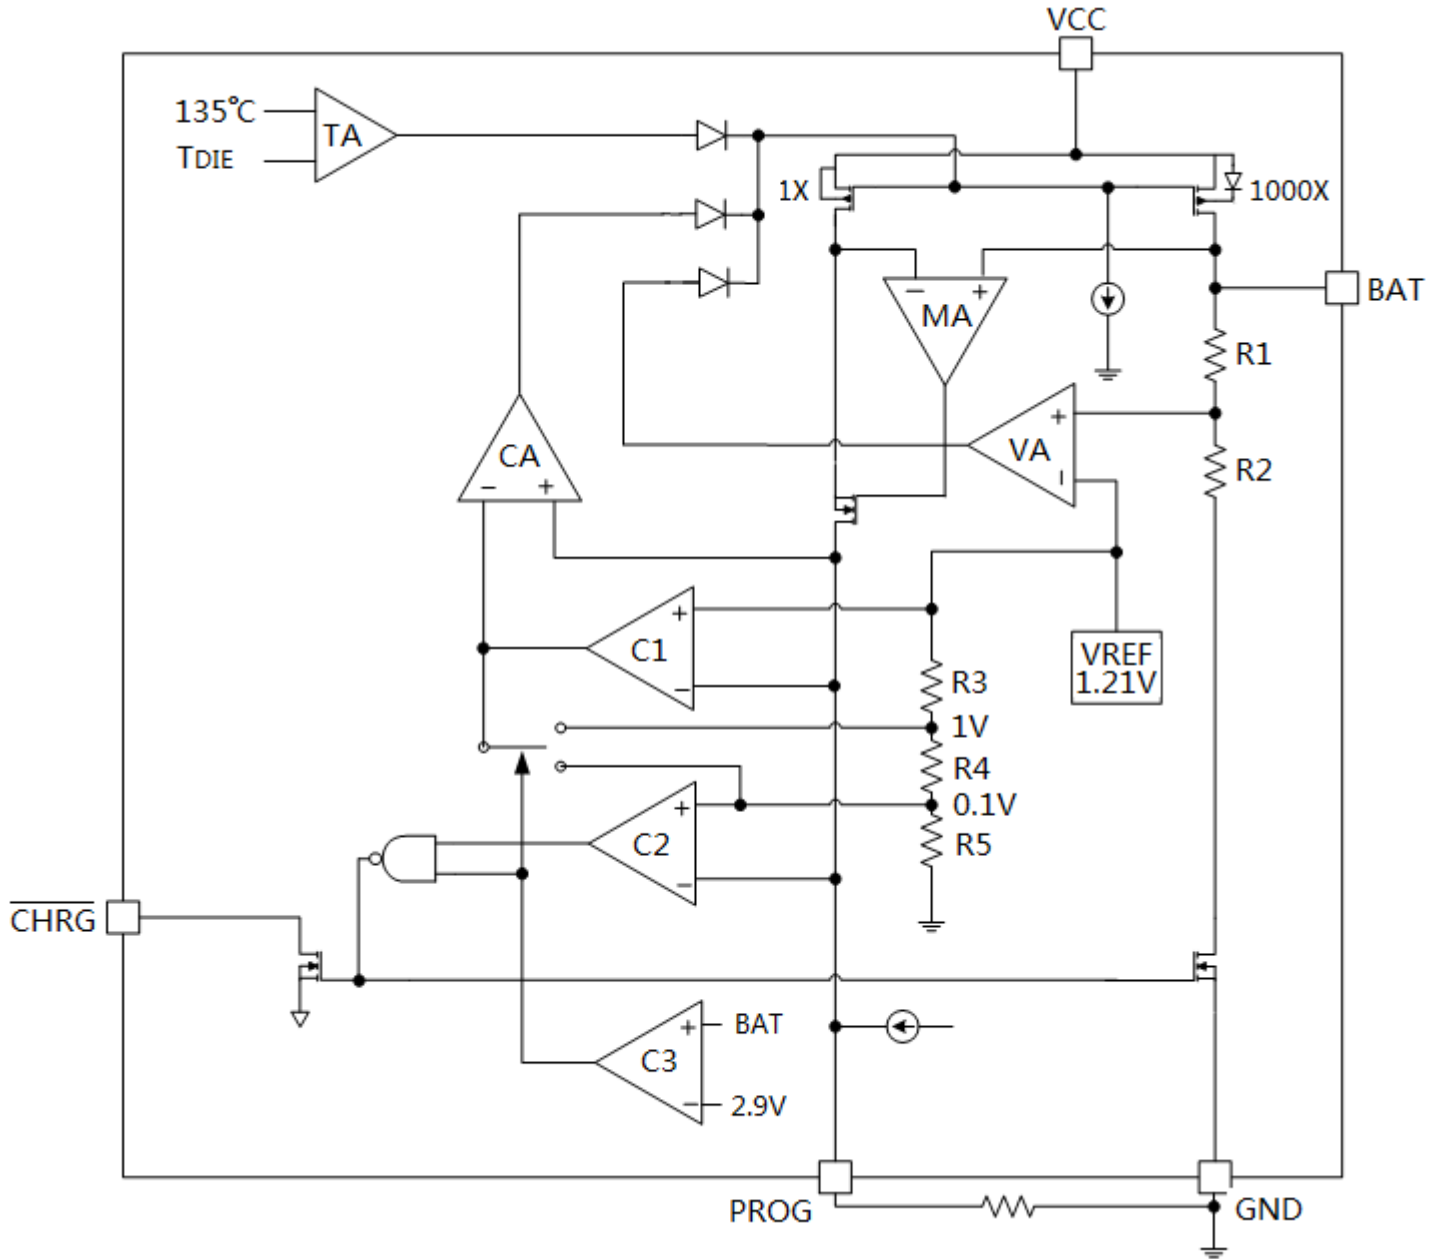 VCC
135℃
TA
TDIE
1X
1000X
MA
BAT
R1
CA
VA
R2
C1
VREF
1.21V
R3
1V
R4
0.1V
C2
R5
CHRG
BAT
C3
2.9V
PROG
GND